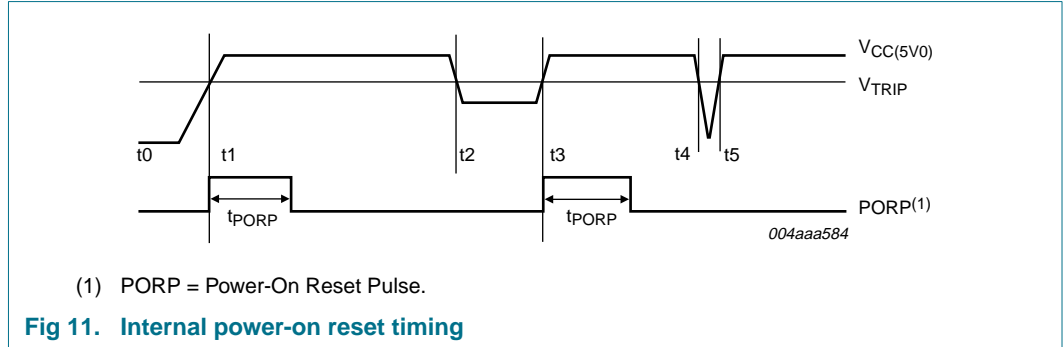 VCC(5V0)
VTRIP
t0 t1 t2 t3 t4 t5
tPORP tPORP PORP(1)
004aaa584
(1) PORP = Power-On Reset Pulse.
Fig 11. Internal power-on reset timing